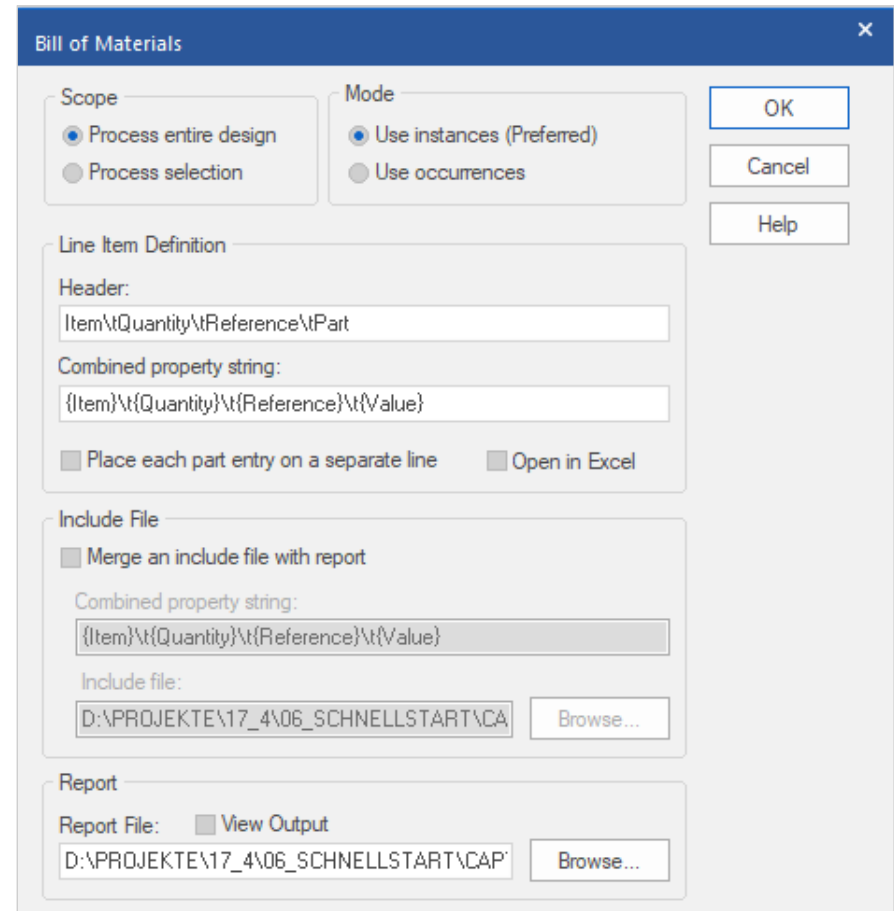 Bill of Materials
Scope
Process entire design
Process selection
Mode
Use instances (Preferred)
Use occurrences
OK
Cancel
Help
Line Item Definition
Header:
Item\tQuantity\tReference\tPart
Combined property string:
{Item}\t{Quantity}\t{Reference}\t{Value}
Place each part entry on a separate line
Open in Excel
Include File
Merge an include file with report
Combined property string:
{Item}\t{Quantity}\t{Reference}\t{Value}
Include file:
D:\PROJEKTE\17_4\06_SCHNELLSTART\CA
Browse...
Report
Report File:
View Output
D:\PROJEKTE\17_4\06_SCHNELLSTART\CAP
Browse...